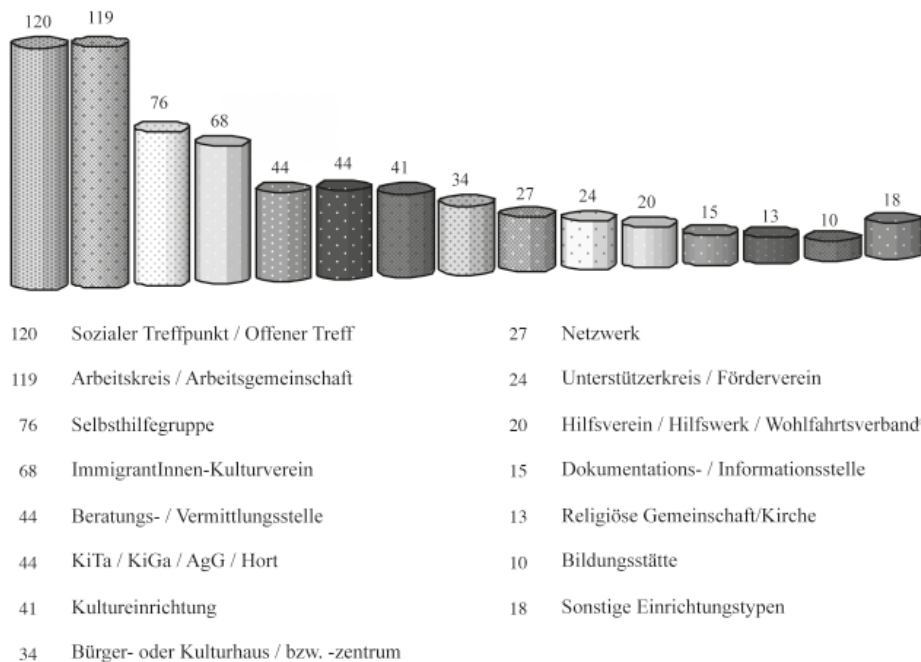 120 119 76 68 44 44 41 34 27 24 20 15 13 10 18
120 Sozialer Treffpunkt / Offener Treff
119 Arbeitskreis / Arbeitsgemeinschaft
76 Selbsthilfegruppe
68 ImmigrantInnen-Kulturverein
44 Beratungs- / Vermittlungsstelle
44 KiTa / KiGa / AgG / Hort
41 Kultureinrichtung
34 Bürger- oder Kulturhaus / bzw. -zentrum
27 Netzwerk
24 Unterstützerkreis / Förderverein
20 Hilfsverein / Hilfswerk / Wohlfahrtsverband
15 Dokumentations- / Informationsstelle
13 Religiöse Gemeinschaft/Kirche
10 Bildungsstätte
18 Sonstige Einrichtungstypen